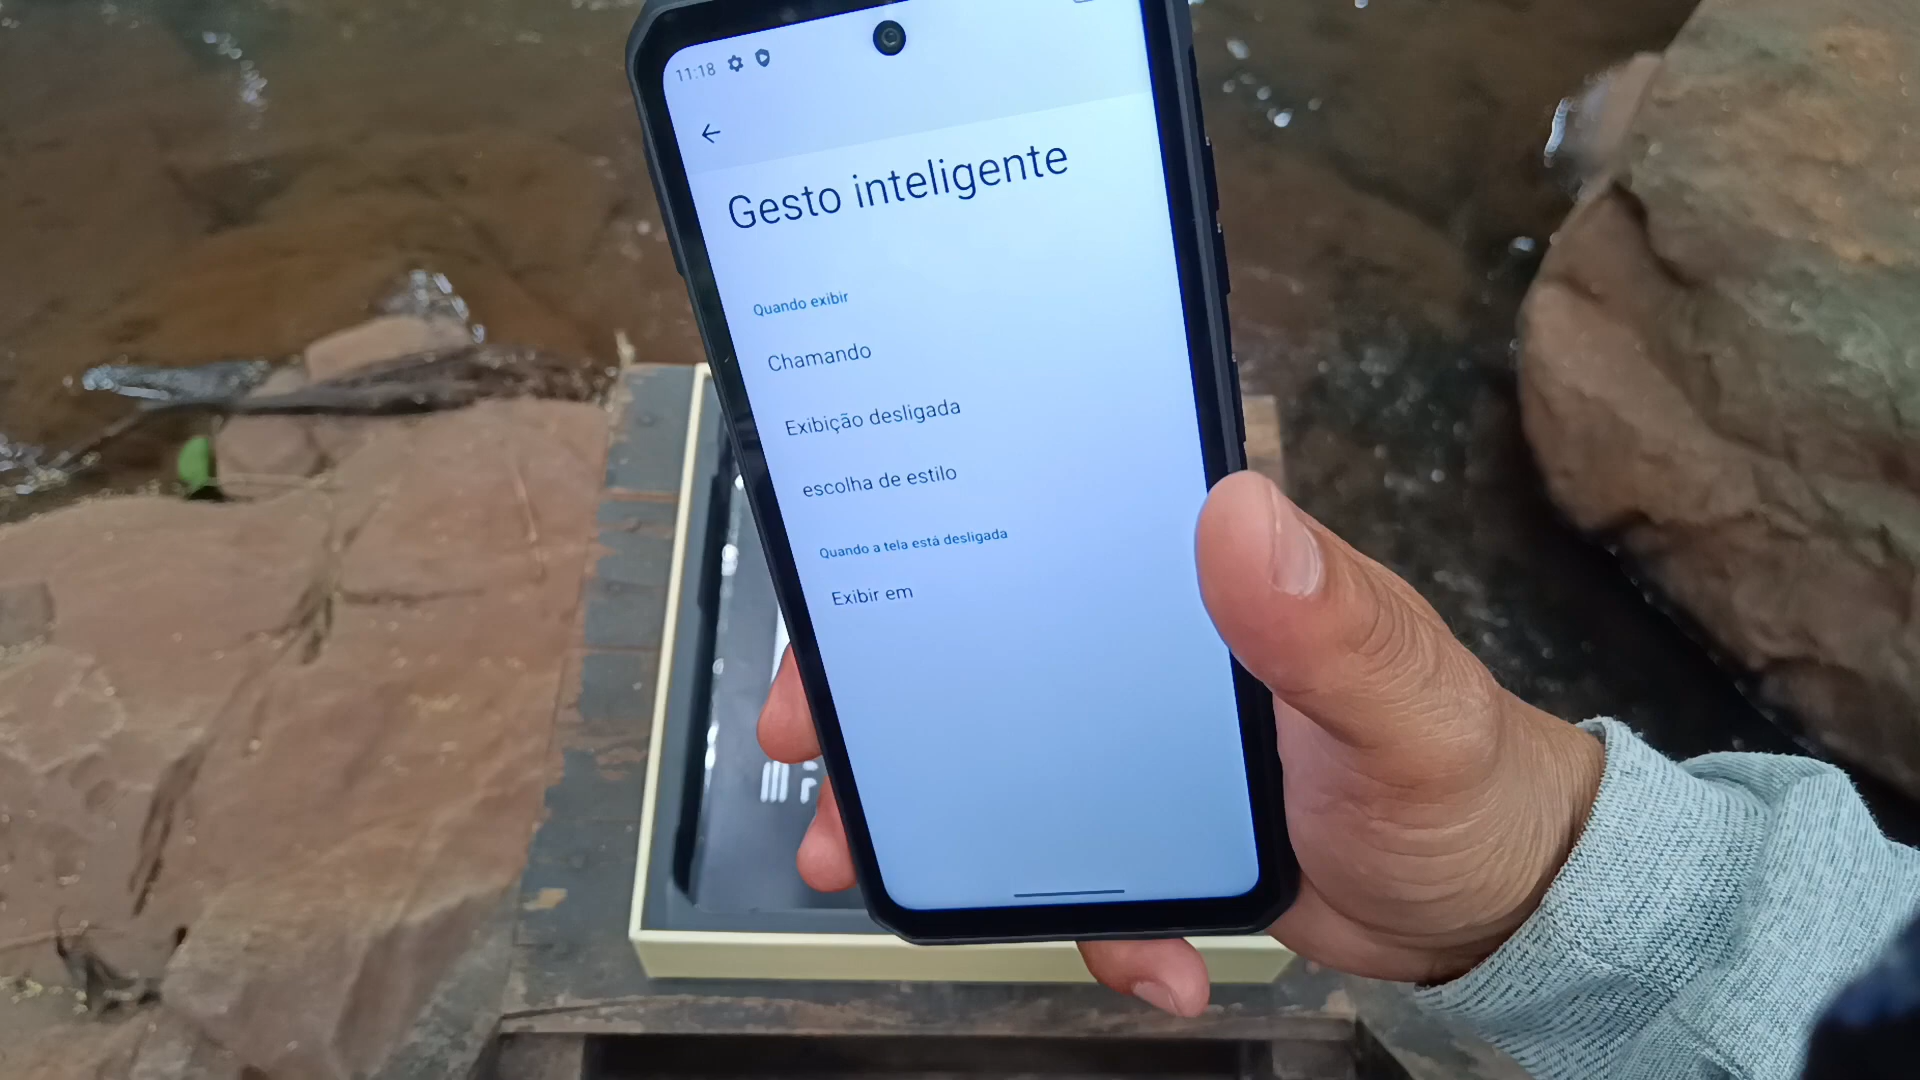 11:18
Gesto inteligente
Quando exibir
Chamando
Exibição desligada
escolha de estilo
Quando a tela está desligada
Exibir em